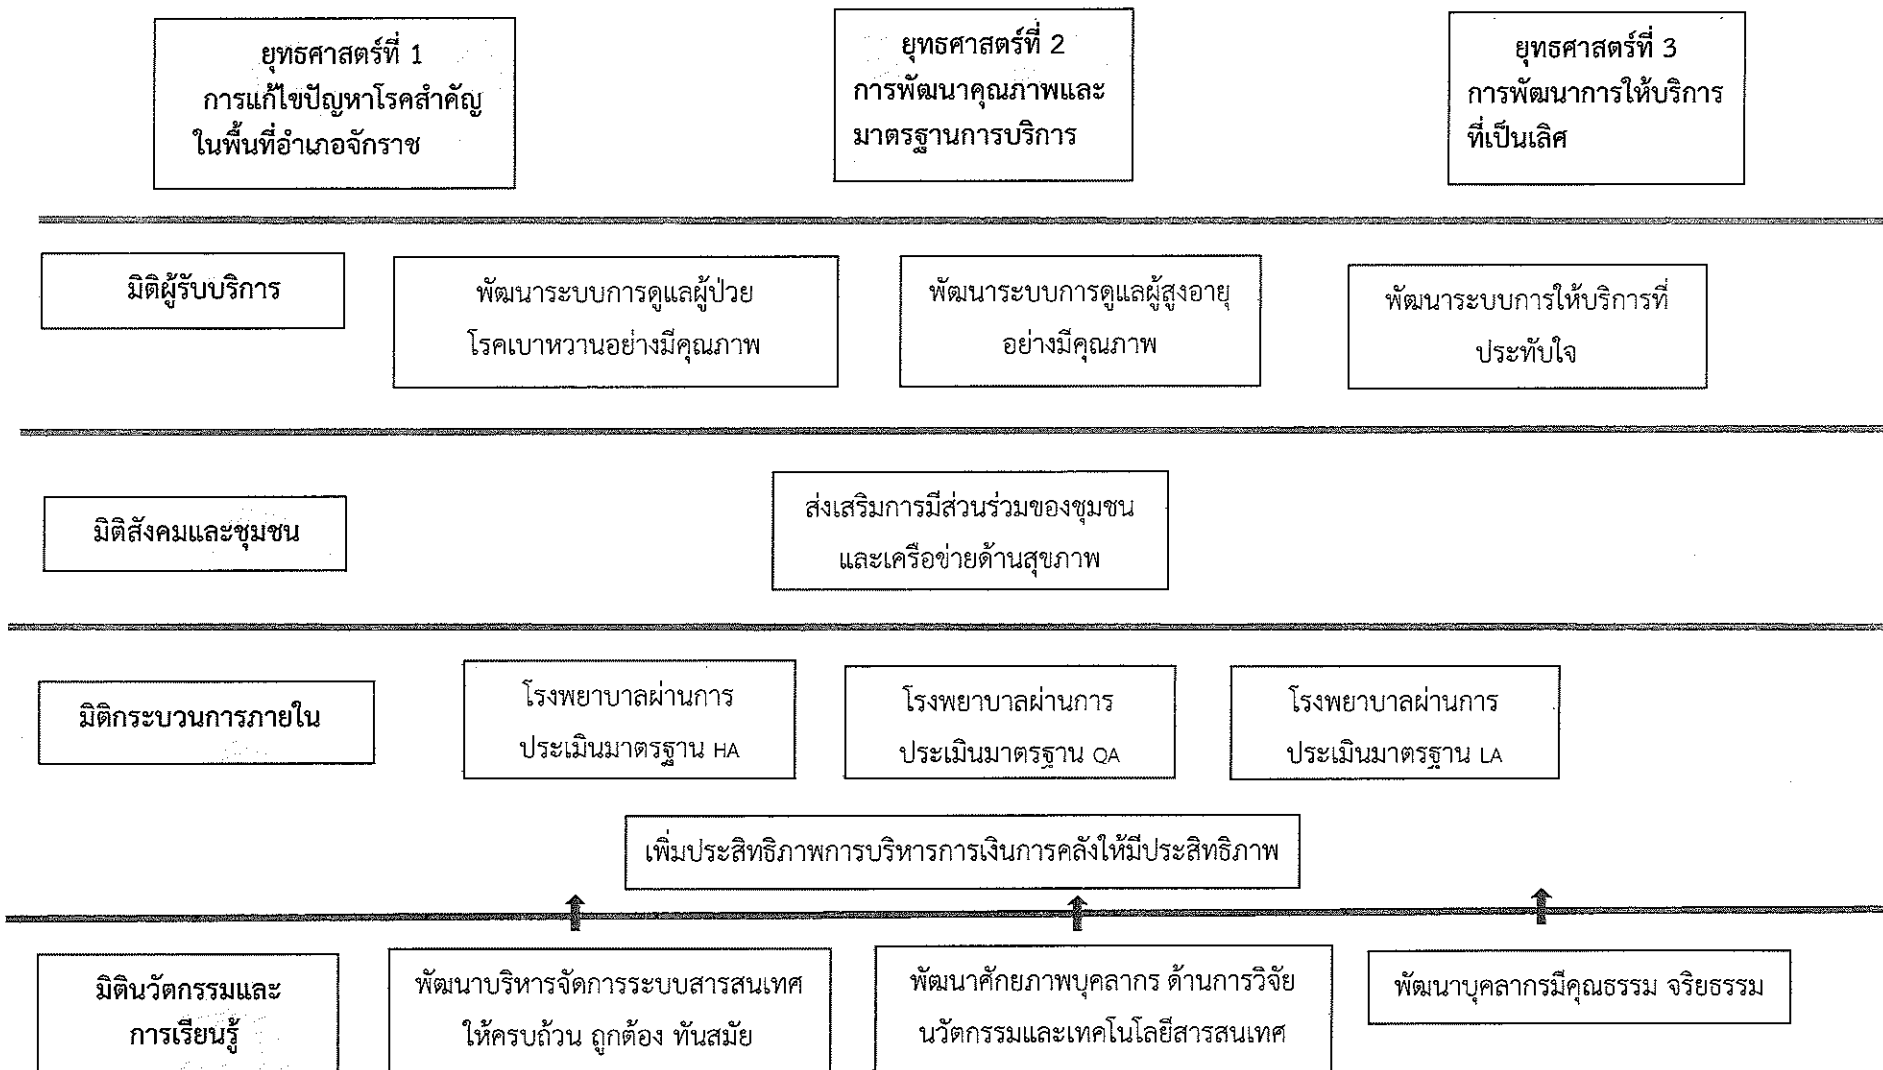 ยุทธศาสตร์ที่ 1
การแก้ไขปัญหาโรคสำคัญ
ในพื้นที่อำเภอจักราช
ยุทธศาสตร์ที่ 2
การพัฒนาคุณภาพและ
มาตรฐานการบริการ
ยุทธศาสตร์ที่ 3
การพัฒนาการให้บริการ
ที่เป็นเลิศ
มิติผู้รับบริการ
พัฒนาระบบการดูแลผู้ป่วย
โรคเบาหวานอย่างมีคุณภาพ
พัฒนาระบบการดูแลผู้สูงอายุ
อย่างมีคุณภาพ
พัฒนาระบบการให้บริการที่
ประทับใจ
มิติสังคมและชุมชน
ส่งเสริมการมีส่วนร่วมของชุมชน
และเครือข่ายด้านสุขภาพ
มิติกระบวนการภายใน
โรงพยาบาลผ่านการ
ประเมินมาตรฐาน HA
โรงพยาบาลผ่านการ
ประเมินมาตรฐาน QA
โรงพยาบาลผ่านการ
ประเมินมาตรฐาน LA
เพิ่มประสิทธิภาพการบริหารการเงินการคลังให้มีประสิทธิภาพ
มิตินวัตกรรมและ
การเรียนรู้
พัฒนาบริหารจัดการระบบสารสนเทศ
ให้ครบถ้วน ถูกต้อง ทันสมัย
พัฒนาศักยภาพบุคลากร ด้านการวิจัย
นวัตกรรมและเทคโนโลยีสารสนเทศ
พัฒนาบุคลากรมีคุณธรรม จริยธรรม